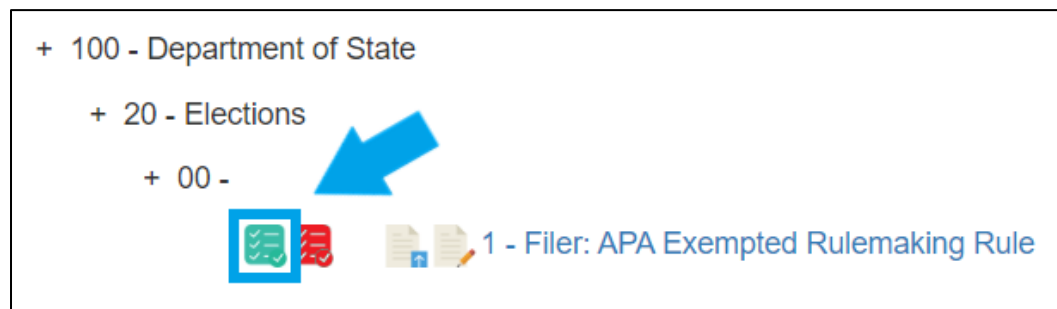 + 100 - Department of State
+ 20 - Elections
+ 00 -
1 - Filer: APA Exempted Rulemaking Rule